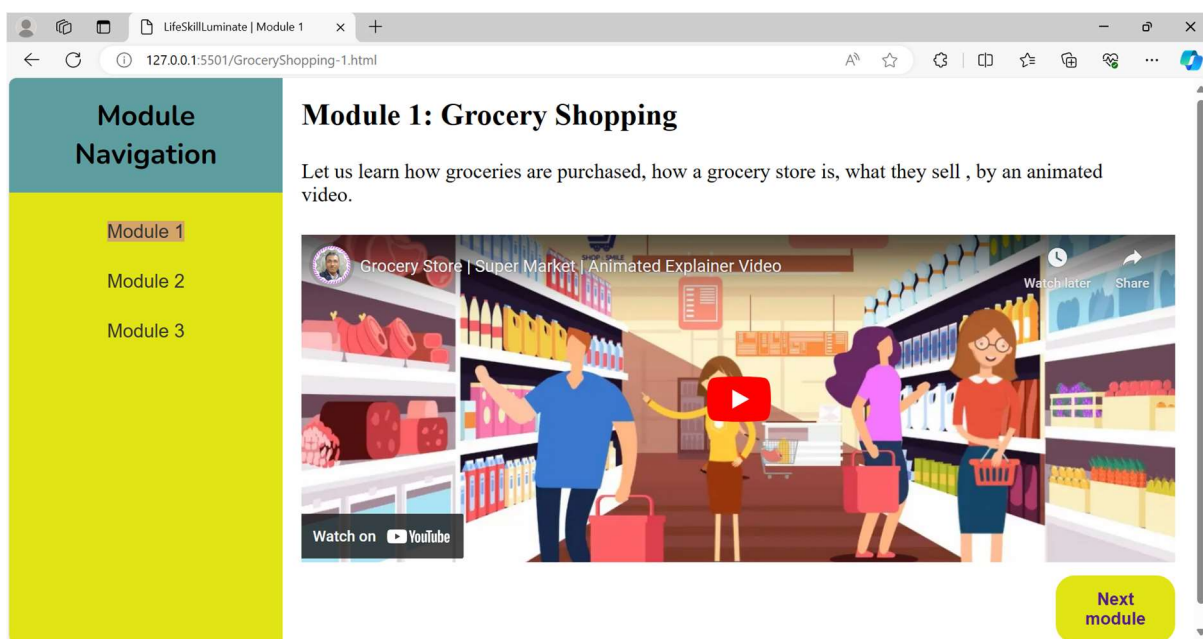 LifeSkillLuminate | Module 1
127.0.0.1:5501/GroceryShopping-1.html
Module
Navigation
Module 1
Module 2
Module 3
Module 1: Grocery Shopping
Let us learn how groceries are purchased, how a grocery store is, what they sell , by an animated
video.
SHOP & SMILE
Grocery Store | Super Market | Animated Explainer Video
Watch later
Share
Watch on YouTube
Next
module